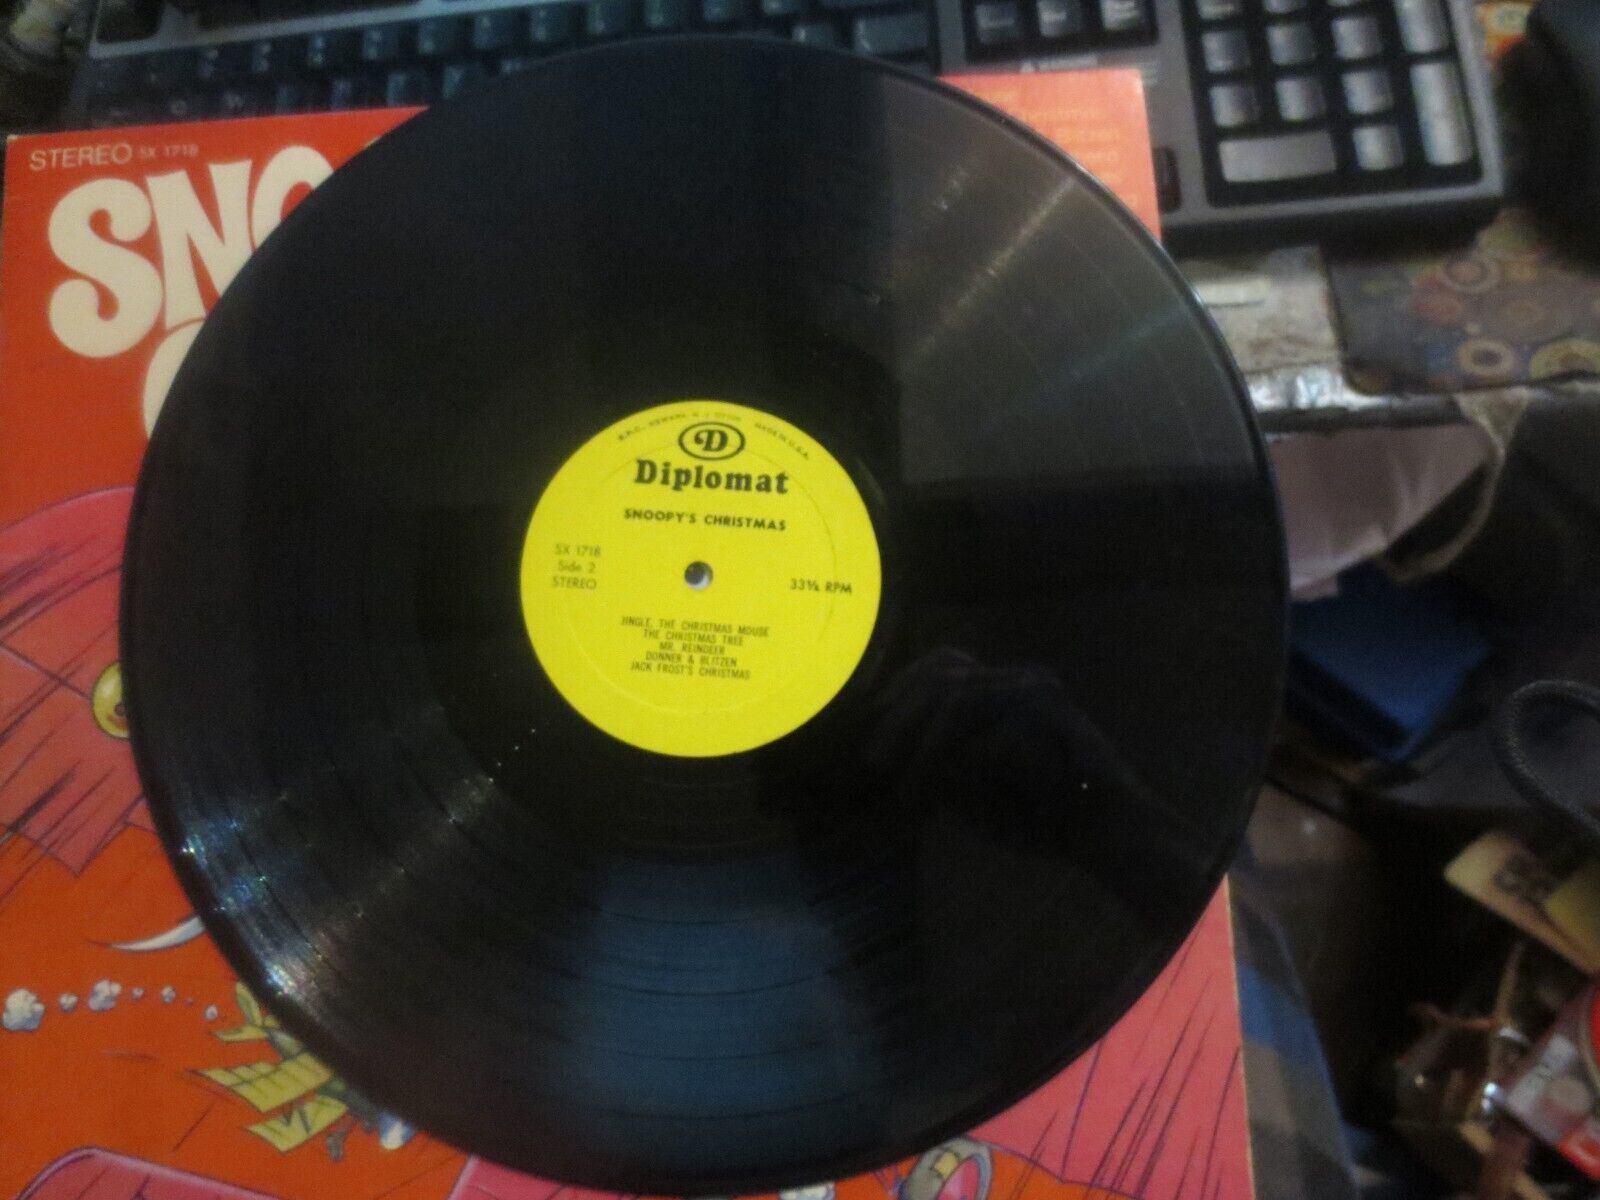 STEREO SX 1718
SNO
MADE IN U.S.A.
D
Diplomat
SNOOPY'S CHRISTMAS
SX 1718
Side 2
STEREO
33⅓ RPM
JINGLE, THE CHRISTMAS MOUSE
THE CHRISTMAS TREE
MR. REINDEER
DONNER & BLITZEN
JACK FROST'S CHRISTMAS